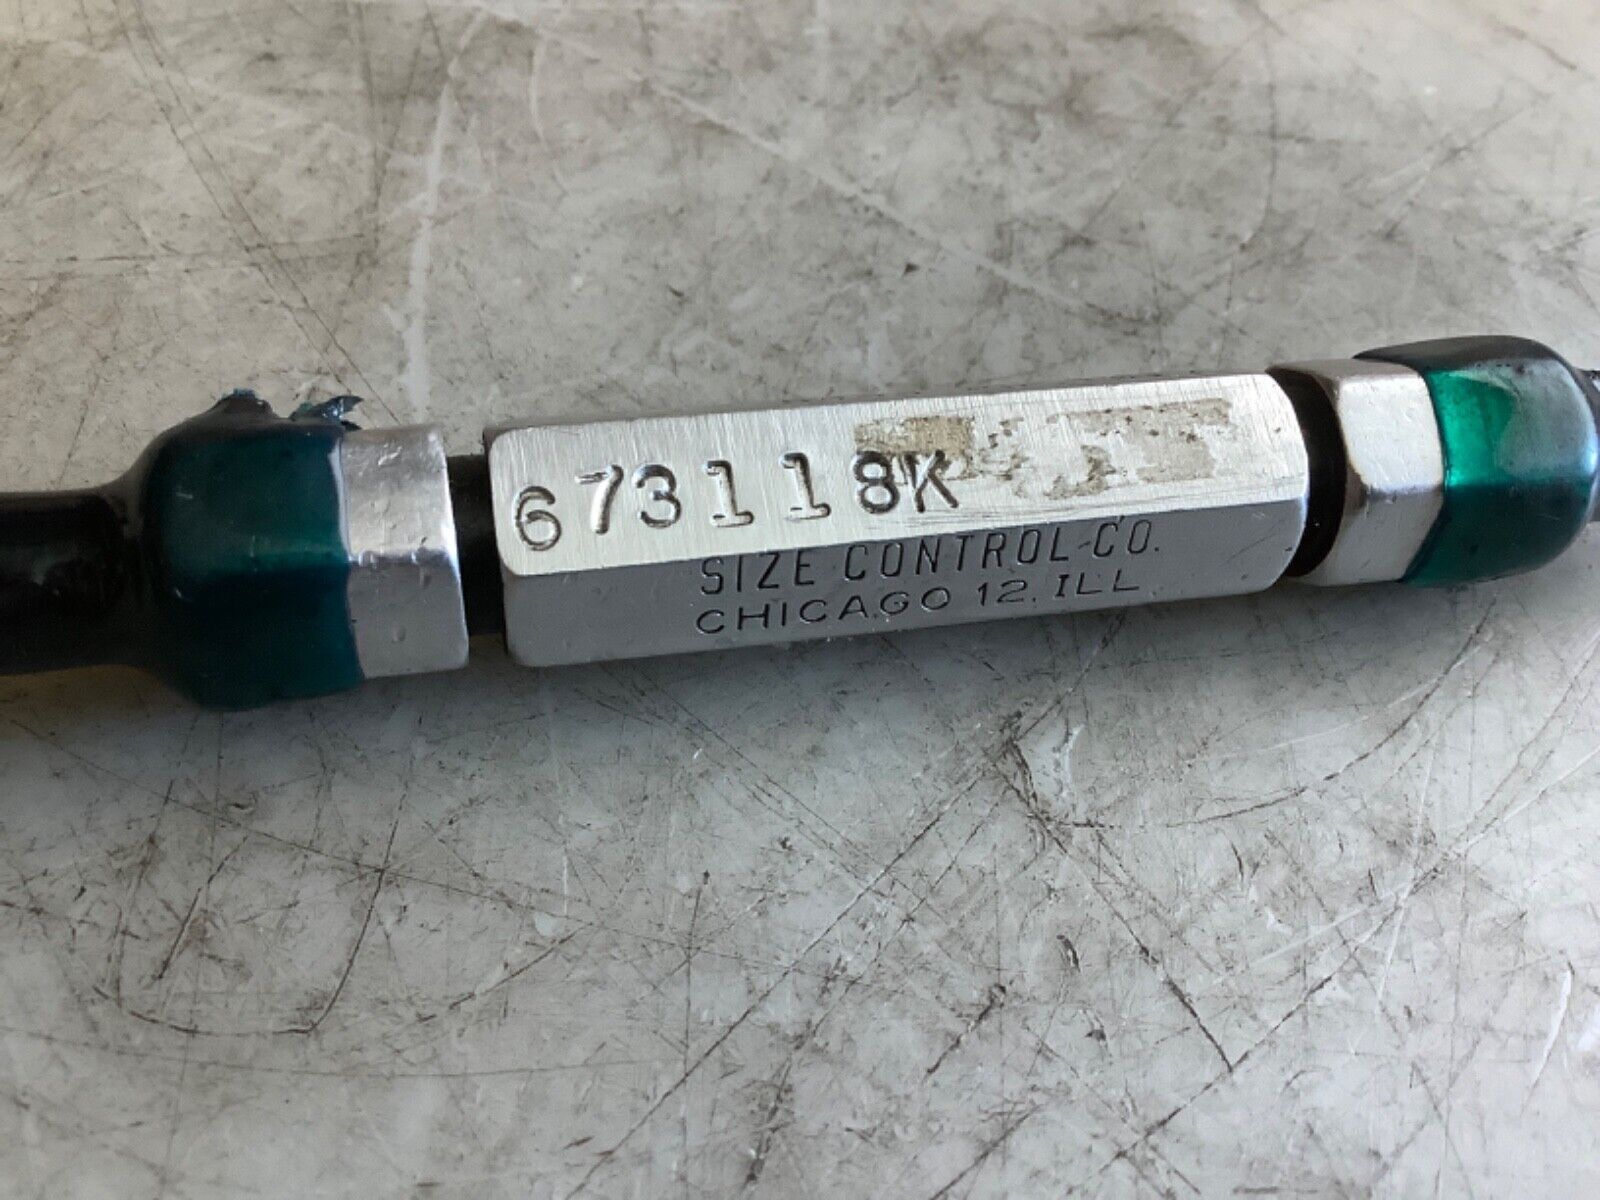 673118K
SIZE CONTROL CO.
CHICAGO 12, ILL.